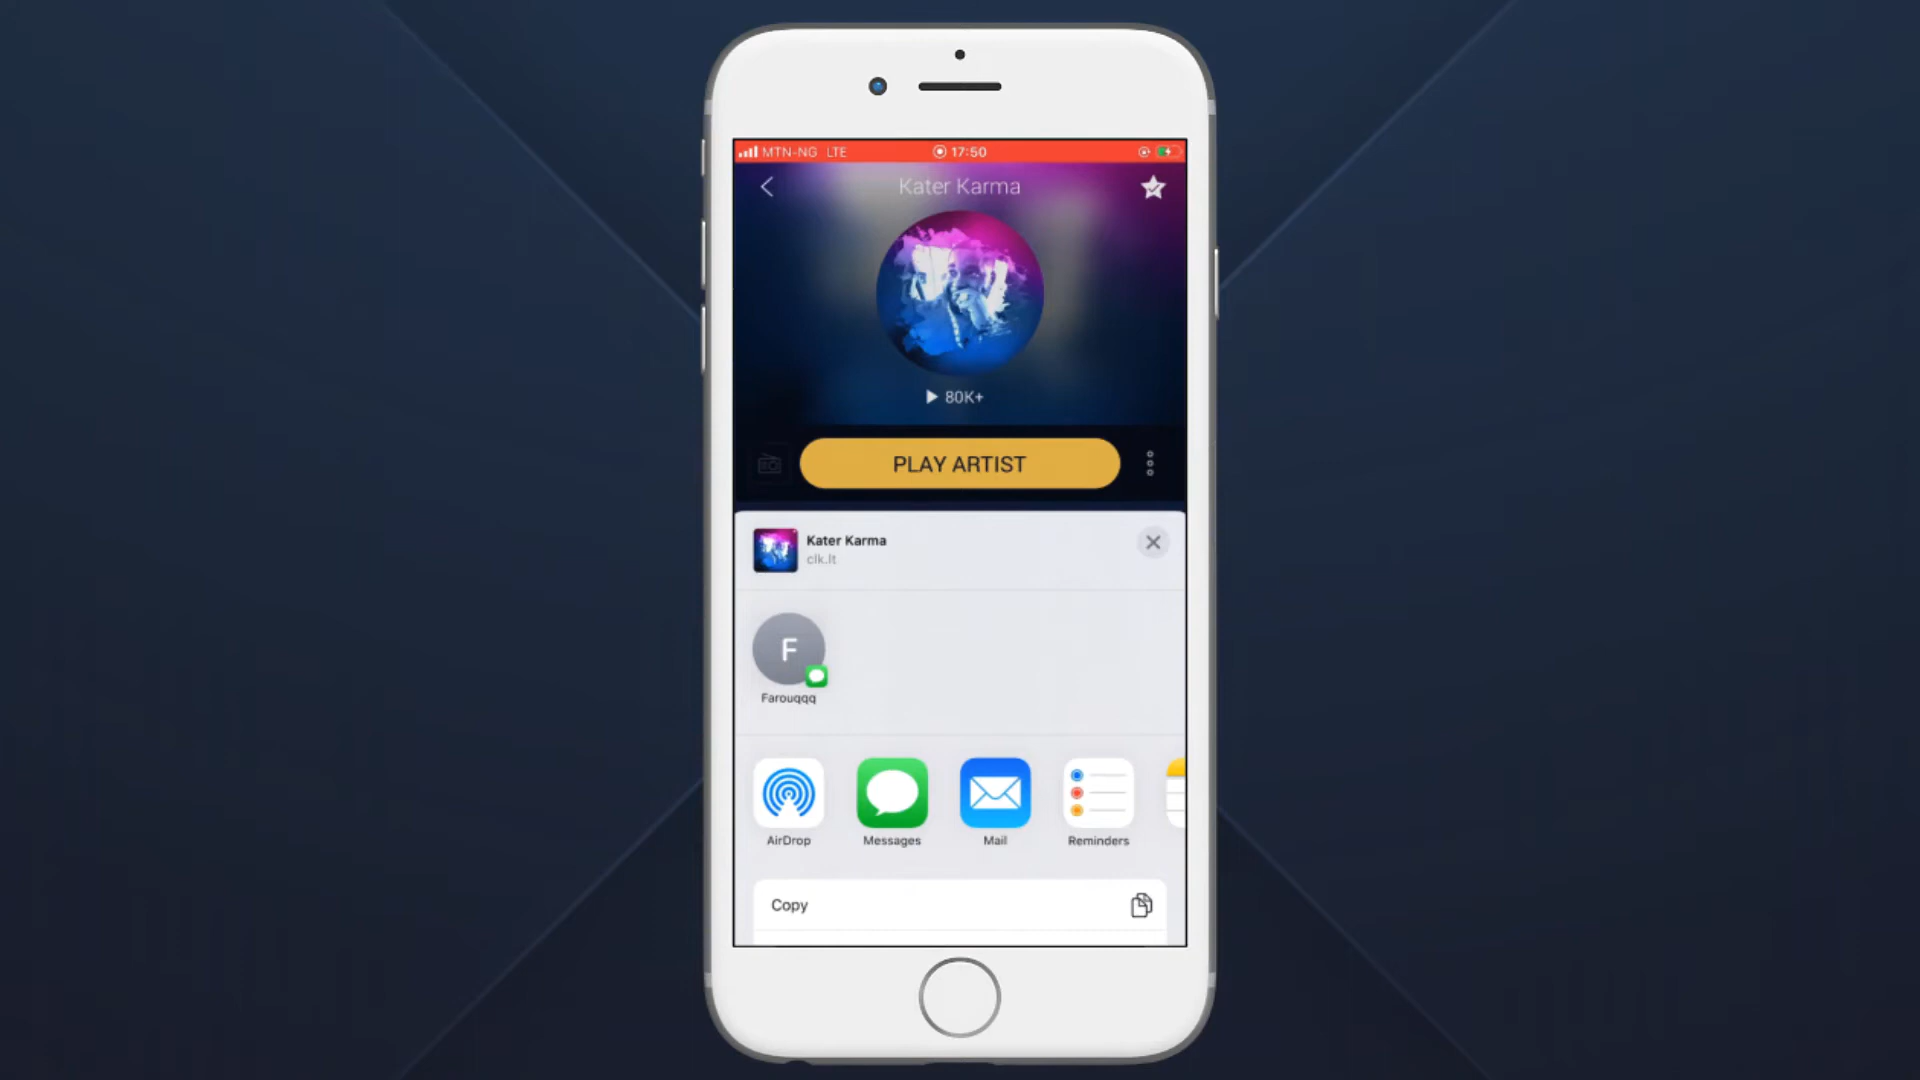 MTN-NG LTE 17:50
Kater Karma
80K+
PLAY ARTIST
Kater Karma
clk.lt
F
Farouqqq
AirDrop Messages Mail Reminders
Copy